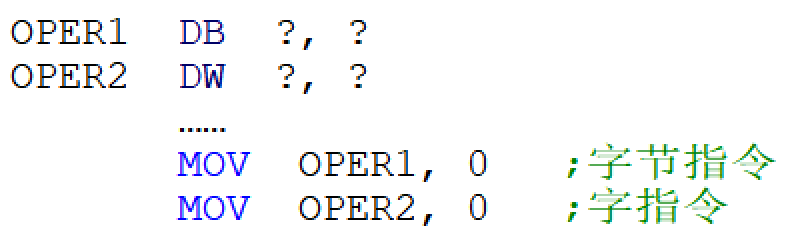 OPER1 DB ?, ?
OPER2 DW ?, ?
……
MOV OPER1, 0 ;字节指令
MOV OPER2, 0 ;字指令